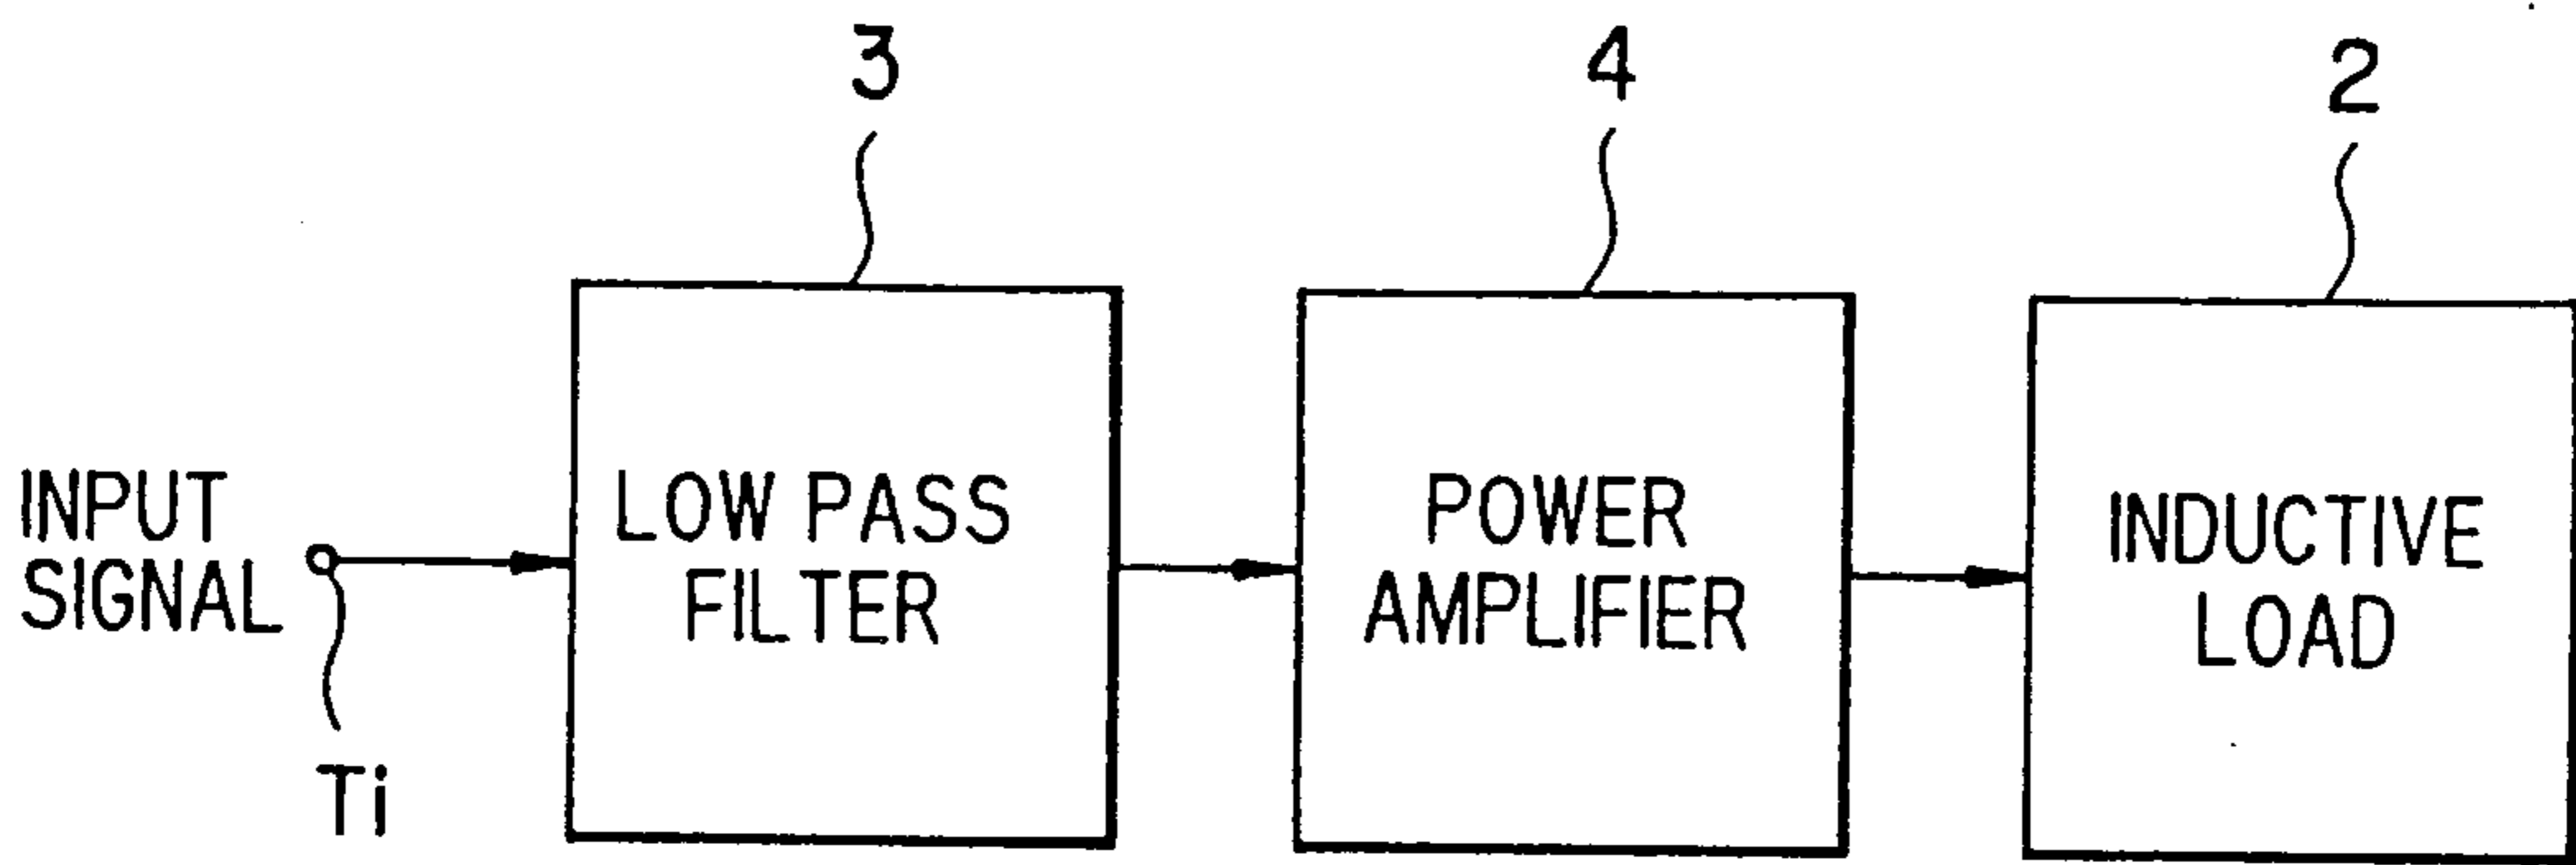 3
4
2
INPUT
SIGNAL
Ti
LOW PASS
FILTER
POWER
AMPLIFIER
INDUCTIVE
LOAD